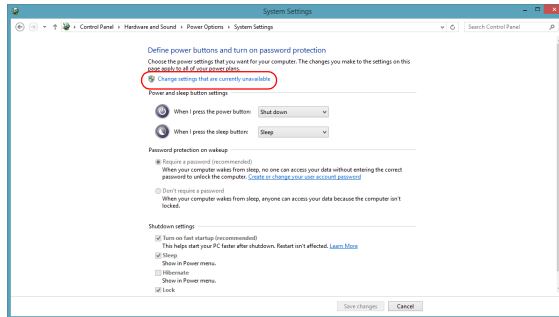 System Settings
Control Panel › Hardware and Sound › Power Options › System Settings
Search Control Panel
Define power buttons and turn on password protection
Choose the power settings that you want for your computer. The changes you make to the settings on this
page apply to all of your power plans.
Change settings that are currently unavailable
Power and sleep button settings
When I press the power button: Shut down
When I press the sleep button: Sleep
Password protection on wakeup
Require a password (recommended)
When your computer wakes from sleep, no one can access your data without entering the correct
password to unlock the computer. Create or change your user account password
Don't require a password
When your computer wakes from sleep, anyone can access your data because the computer isn't
locked.
Shutdown settings
Turn on fast startup (recommended)
This helps start your PC faster after shutdown. Restart isn't affected. Learn More
Sleep
Show in Power menu.
Hibernate
Show in Power menu.
Lock
Save changes Cancel